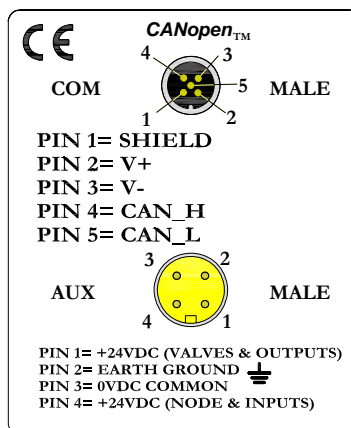 CE
CANopen TM
4 3
COM 5 MALE
1 2
PIN 1= SHIELD
PIN 2= V+
PIN 3= V-
PIN 4= CAN_H
PIN 5= CAN_L
3 2
AUX MALE
4 1
PIN 1= +24VDC (VALVES & OUTPUTS)
PIN 2= EARTH GROUND
PIN 3= 0VDC COMMON
PIN 4= +24VDC (NODE & INPUTS)